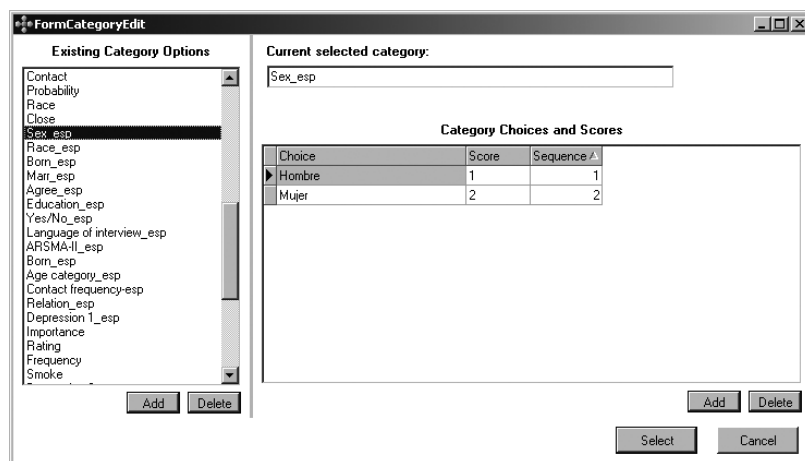 FormCategoryEdit
Existing Category Options
Contact
Probability
Race
Close
Sex_esp
Race_esp
Born_esp
Marr_esp
Agree_esp
Education_esp
Yes/No_esp
Language of interview_esp
ARSMA-II_esp
Born_esp
Age category_esp
Contact frequency-esp
Relation_esp
Depression 1_esp
Importance
Rating
Frequency
Smoke
Add Delete
Current selected category:
Sex_esp
Category Choices and Scores
Choice Score Sequence
Hombre 1 1
Mujer 2 2
Add Delete
Select Cancel